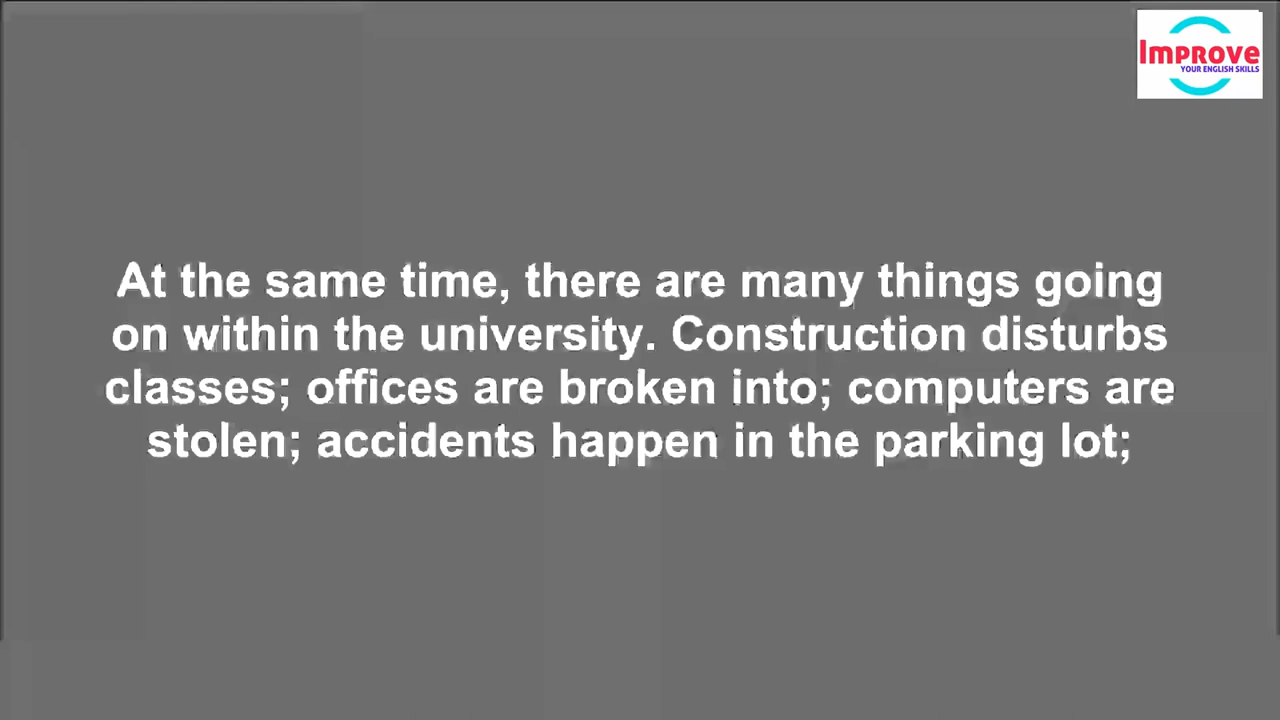 Improve
YOUR ENGLISH SKILLS
At the same time, there are many things going
on within the university. Construction disturbs
classes; offices are broken into; computers are
stolen; accidents happen in the parking lot;